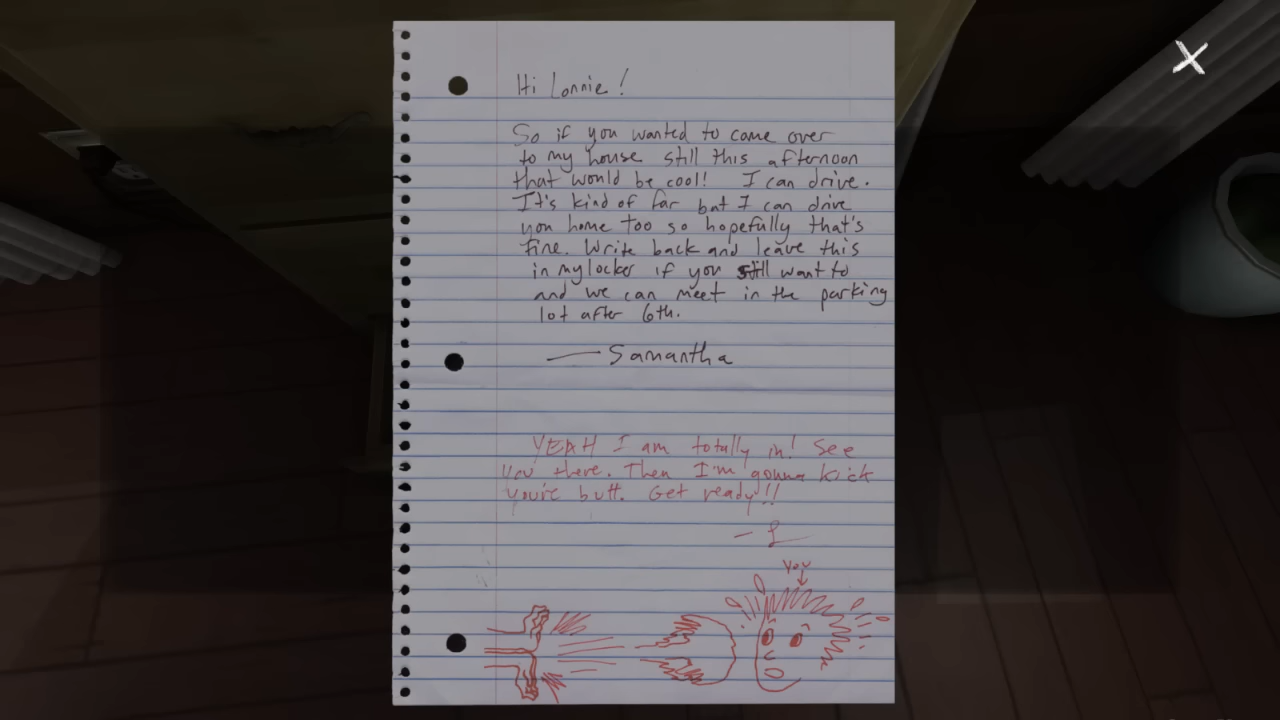 Hi Lonnie!
So if you wanted to come over
to my house still this afternoon
that would be cool! I can drive.
It's kind of far but I can drive
you home too so hopefully that's
fine. Write back and leave this
in my locker if you still want to
and we can meet in the parking
lot after 6th.
— Samantha
YEAH I am totally in! See
you there. Then I'm gonna kick
you're butt. Get ready!!
- L
You